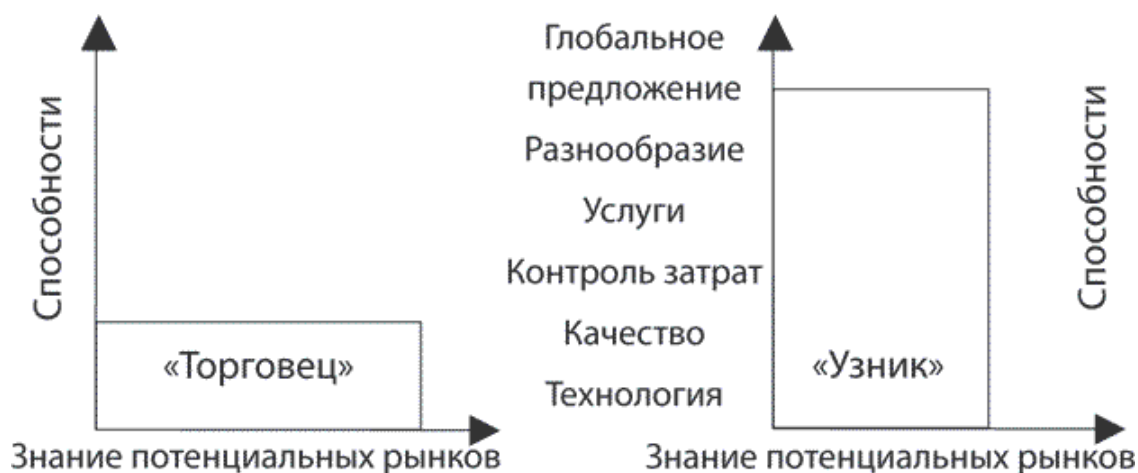 Способности
«Торговец»
Знание потенциальных рынков
Глобальное
предложение
Разнообразие
Услуги
Контроль затрат
Качество
Технология
«Узник»
Способности
Знание потенциальных рынков